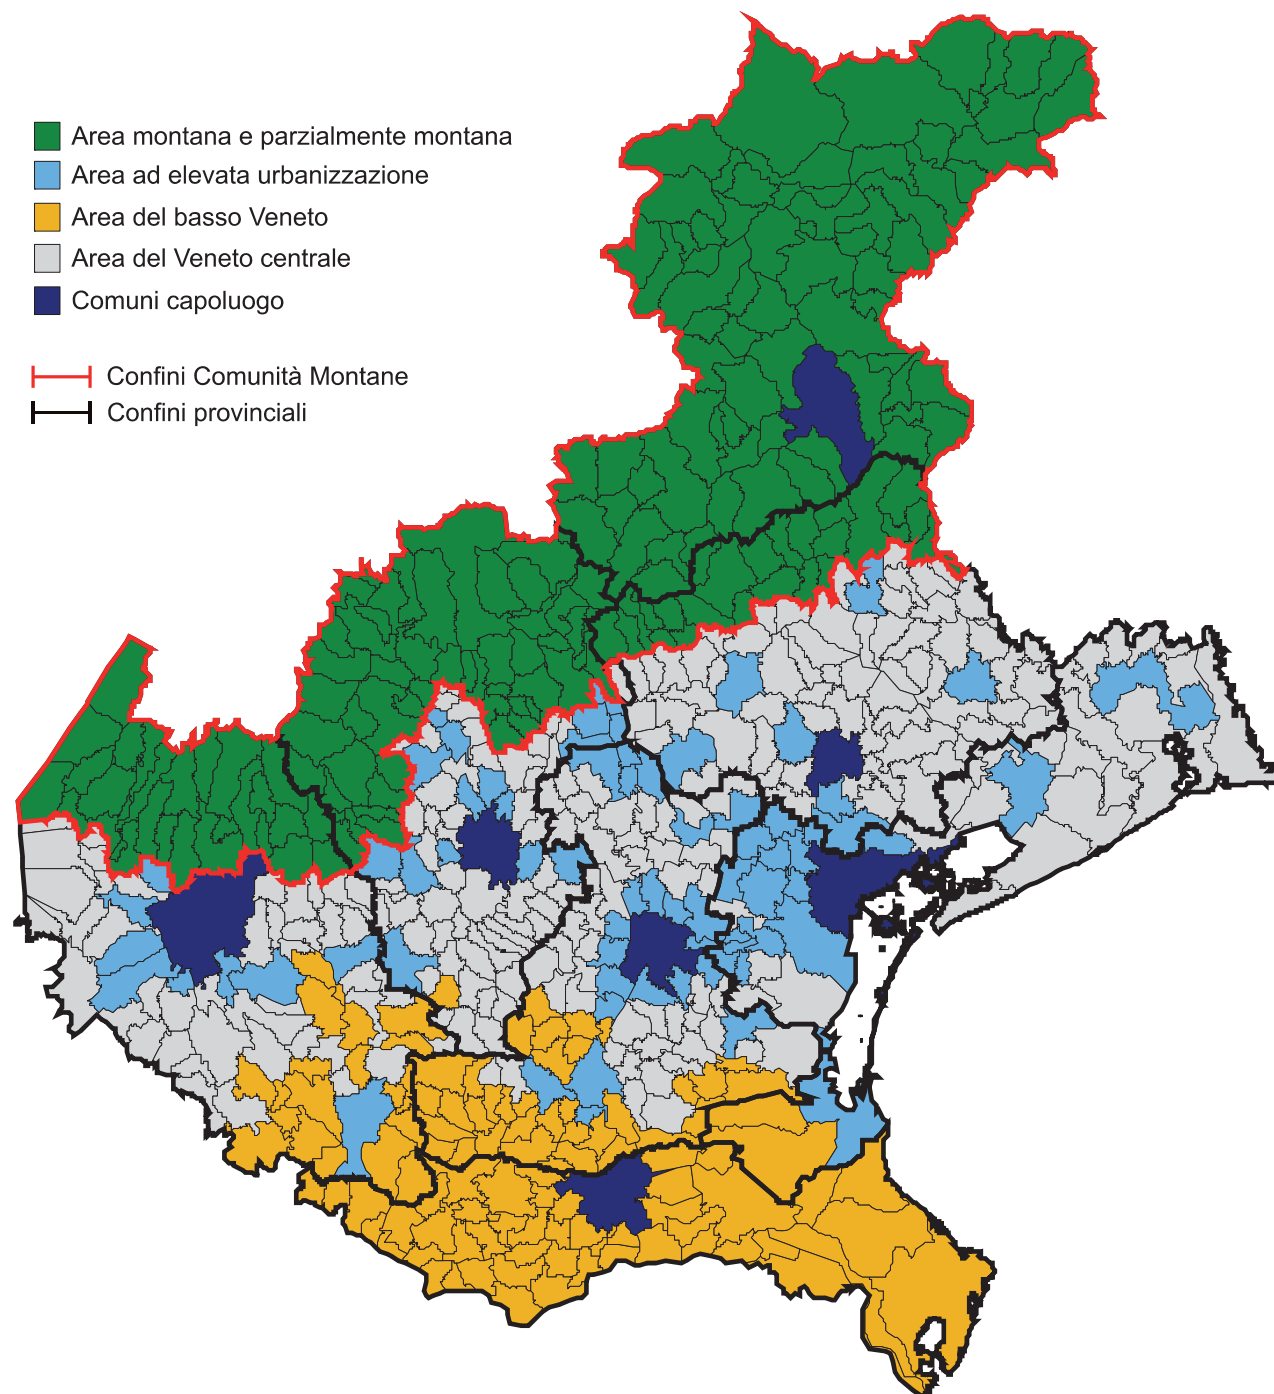 Area montana e parzialmente montana
Area ad elevata urbanizzazione
Area del basso Veneto
Area del Veneto centrale
Comuni capoluogo
Confini Comunità Montane
Confini provinciali